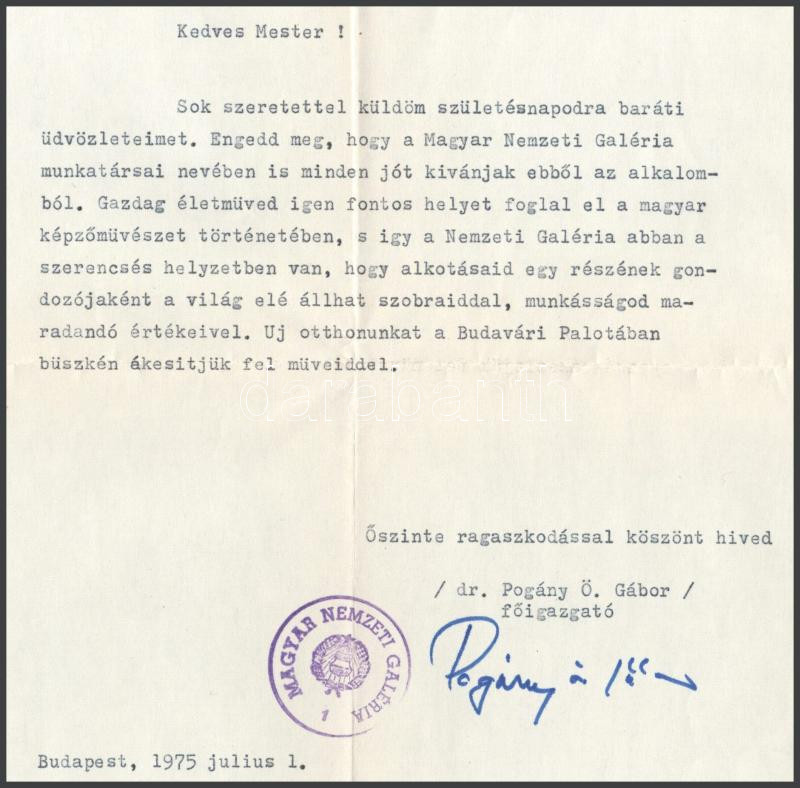 Kedves Mester !
Sok szeretettel küldöm születésnapodra baráti
üdvözleteimet. Engedd meg, hogy a Magyar Nemzeti Galéria
munkatársai nevében is minden jót kivánjak ebből az alkalom-
ból. Gazdag életmüved igen fontos helyet foglal el a magyar
képzőmüvészet történetében, s igy a Nemzeti Galéria abban a
szerencsés helyzetben van, hogy alkotásaid egy részének gon-
dozójaként a világ elé állhat szobraiddal, munkásságod ma-
radandó értékeivel. Uj otthonunkat a Budavári Palotában
büszkén ákesitjük fel müveiddel.
darabanth
Őszinte ragaszkodással köszönt hived
/ dr. Pogány Ö. Gábor /
főigazgató
MAGYAR NEMZETI GALÉRIA
1
Pogány
Budapest, 1975 julius 1.